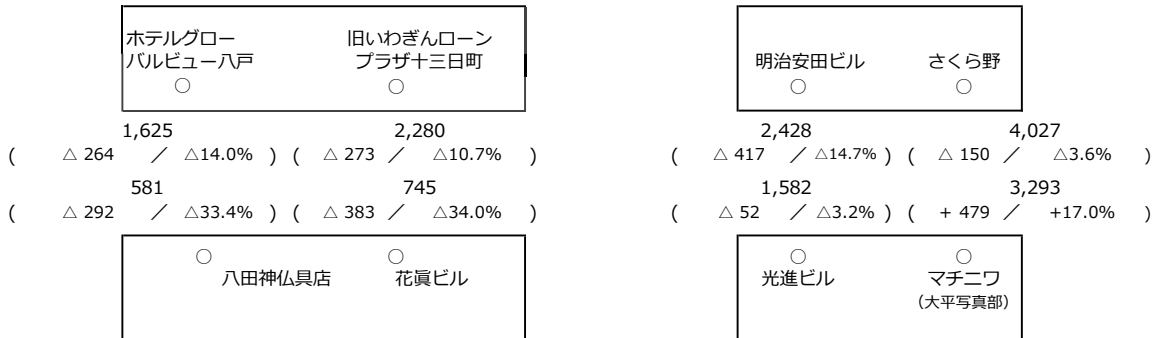 ホテルグロー
バルビュー八戸
○
旧いわぎんローン
プラザ十三日町
○
明治安田ビル
○
さくら野
○
1,625 2,280 2,428 4,027
( △ 264 ／ △14.0% ) ( △ 273 ／ △10.7% ) ( △ 417 ／ △14.7% ) ( △ 150 ／ △3.6% )
581 745 1,582 3,293
( △ 292 ／ △33.4% ) ( △ 383 ／ △34.0% ) ( △ 52 ／ △3.2% ) ( + 479 ／ +17.0% )
○
八田神仏具店
○
花眞ビル
○
光進ビル
○
マチニワ
（大平写真部）